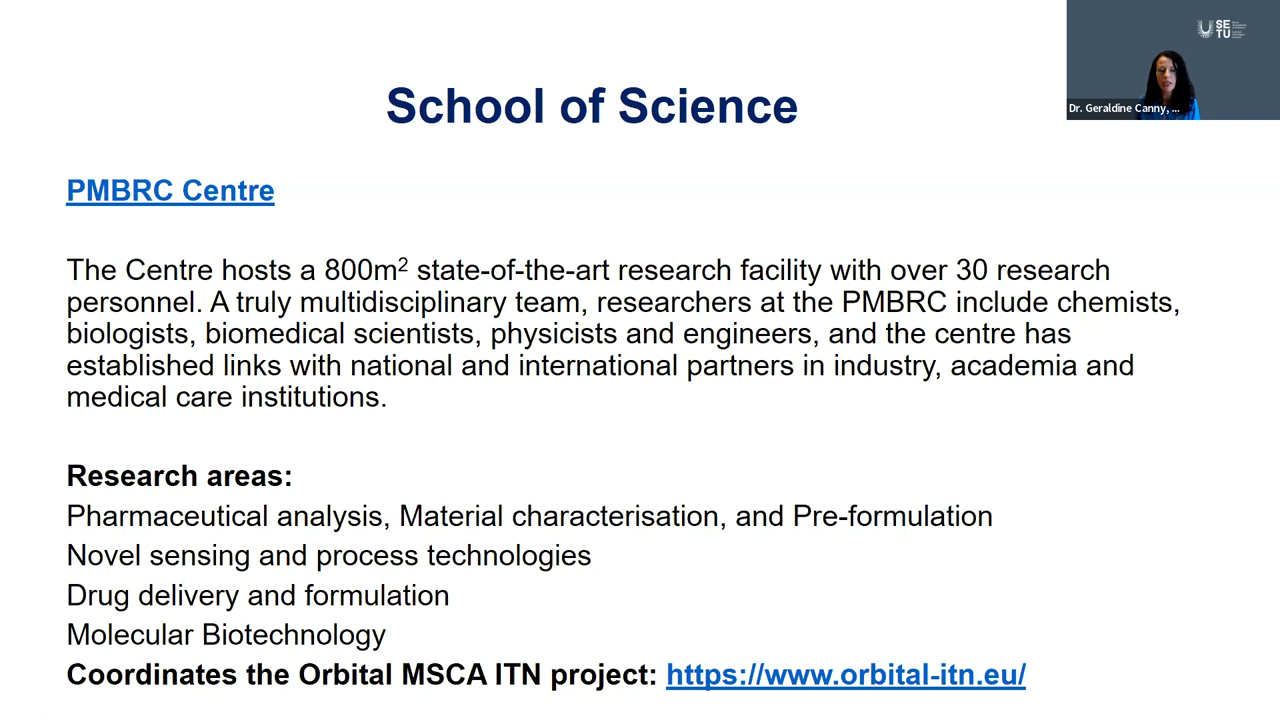 SE
TU
Dr. Geraldine Canny, ...
School of Science
PMBRC Centre
The Centre hosts a 800m² state-of-the-art research facility with over 30 research
personnel. A truly multidisciplinary team, researchers at the PMBRC include chemists,
biologists, biomedical scientists, physicists and engineers, and the centre has
established links with national and international partners in industry, academia and
medical care institutions.
Research areas:
Pharmaceutical analysis, Material characterisation, and Pre-formulation
Novel sensing and process technologies
Drug delivery and formulation
Molecular Biotechnology
Coordinates the Orbital MSCA ITN project: https://www.orbital-itn.eu/